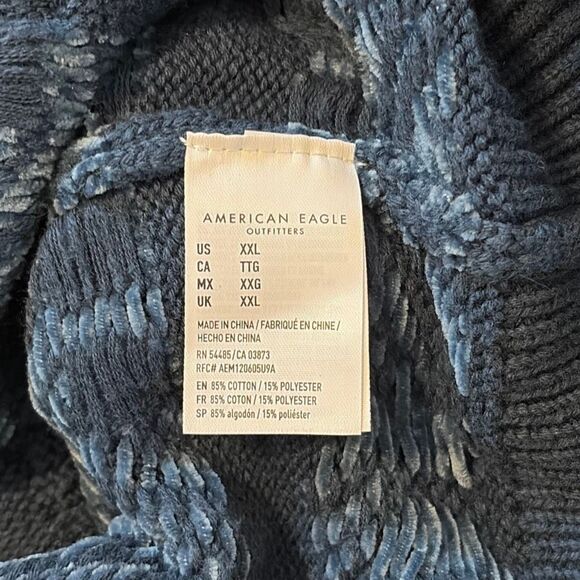 AMERICAN EAGLE
OUTFITTERS
US XXL
CA TTG
MX XXG
UK XXL
MADE IN CHINA / FABRIQUÉ EN CHINE /
HECHO EN CHINA
RN 54485/CA 03873
RFC# AEM120605U9A
EN 85% COTTON / 15% POLYESTER
FR 85% COTON / 15% POLYESTER
SP 85% algodón / 15% poliéster